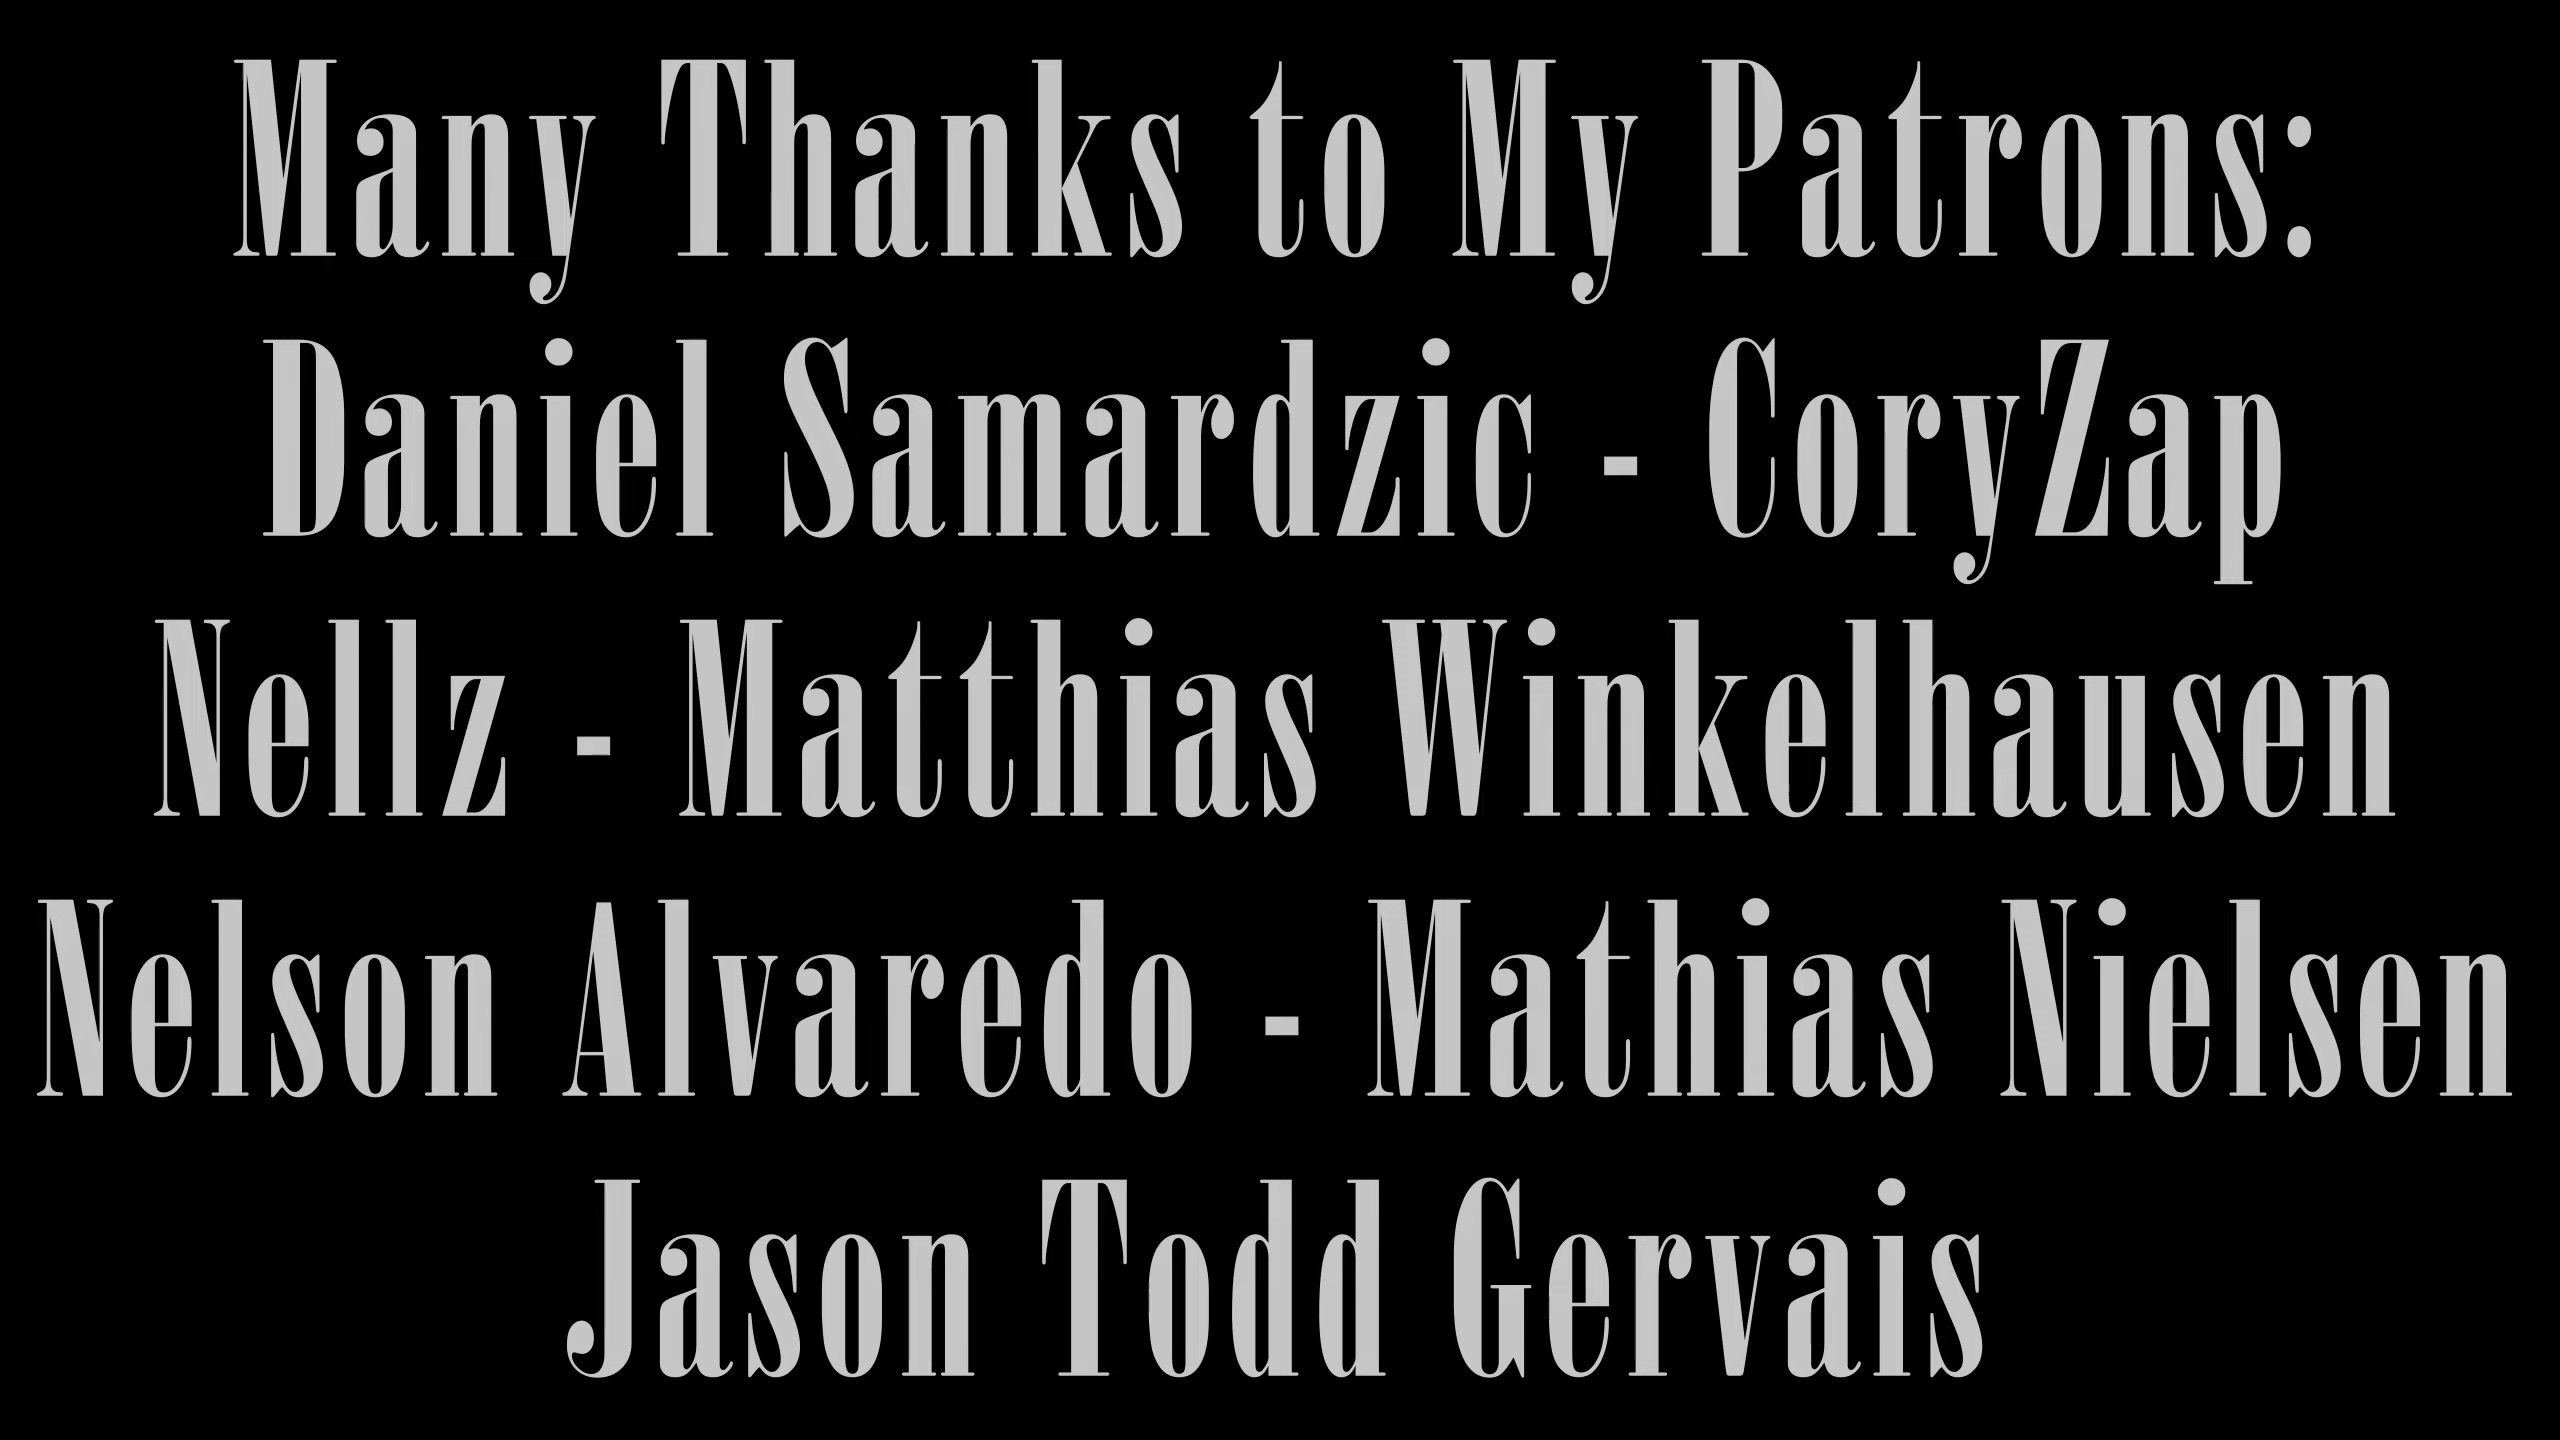 Many Thanks to My Patrons:
Daniel Samardzic - CoryZap
Nellz - Matthias Winkelhausen
Nelson Alvaredo - Mathias Nielsen
Jason Todd Gervais